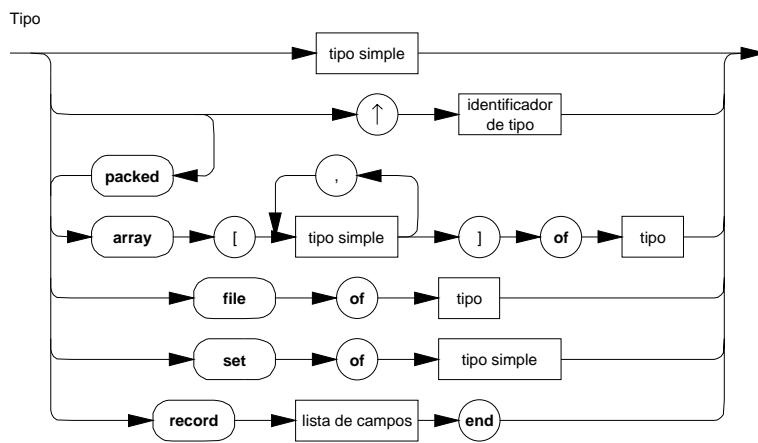 Tipo
tipo simple
↑ identificador de tipo
packed
,
array [ tipo simple ] of tipo
file of tipo
set of tipo simple
record lista de campos end